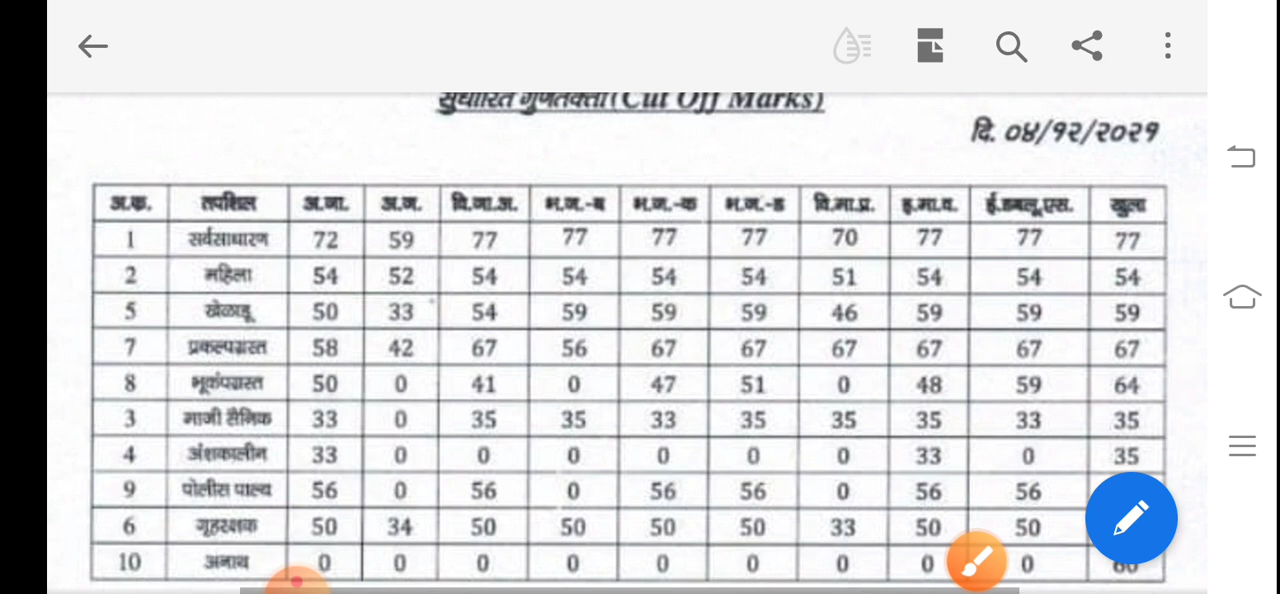 सुधारित गुणतक्ता (Cut Off Marks)
दि. ०४/१२/२०२१
अ.क्र. तपशिल अ.जा. अ.ज. वि.जा.अ. भ.ज.-ब भ.ज.-क भ.ज.-ड वि.मा.प्र. इ.मा.व. ई.डब्लू.एस. खुला
1 सर्वसाधारण 72 59 77 77 77 77 70 77 77 77
2 महिला 54 52 54 54 54 54 51 54 54 54
5 खेळाडू 50 33 54 59 59 59 46 59 59 59
7 प्रकल्पग्रस्त 58 42 67 56 67 67 67 67 67 67
8 भूकंपग्रस्त 50 0 41 0 47 51 0 48 59 64
3 माजी सैनिक 33 0 35 35 33 35 35 35 33 35
4 अंशकालीन 33 0 0 0 0 0 0 33 0 35
9 पोलीस पाल्य 56 0 56 0 56 56 0 56 56
6 गृहरक्षक 50 34 50 50 50 50 33 50 50
10 अनाथ 0 0 0 0 0 0 0 0 0